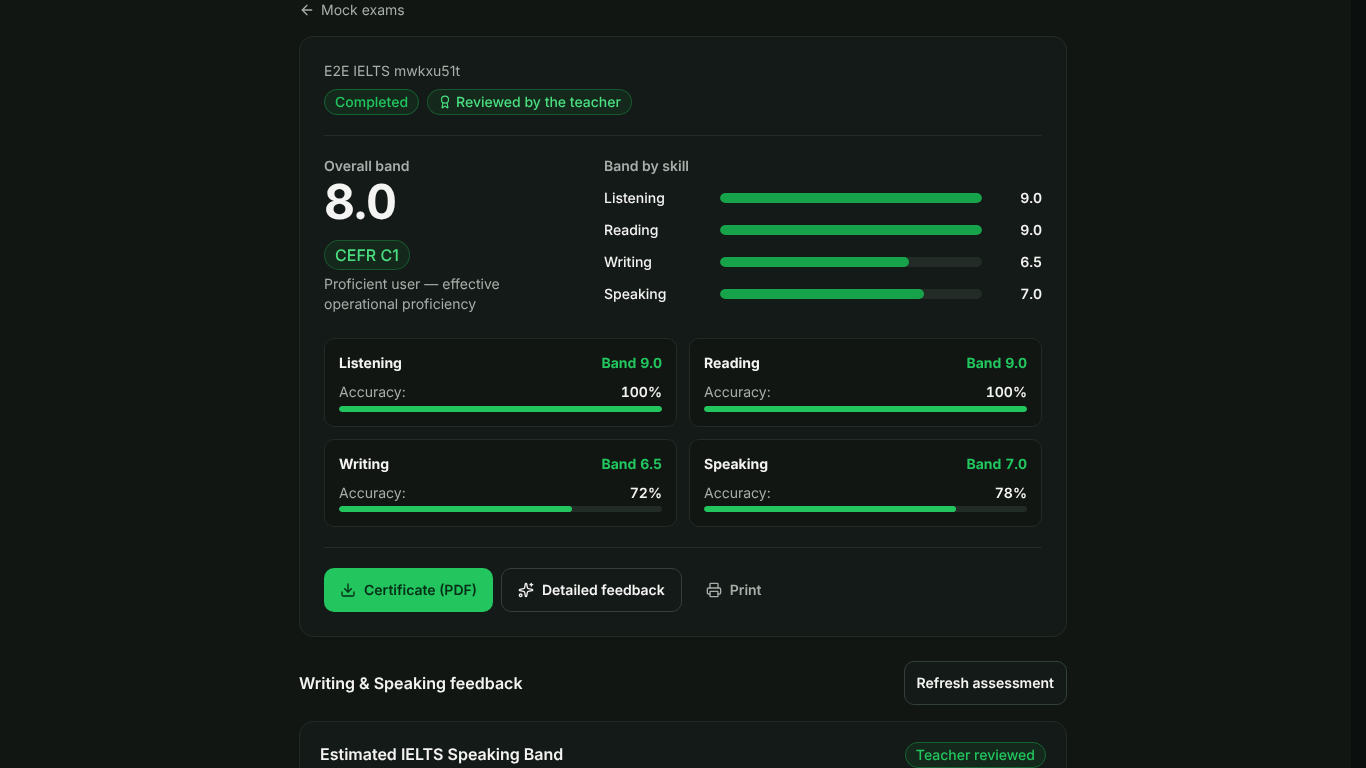 Mock exams
E2E IELTS mwkxu51t
Completed
Reviewed by the teacher
Overall band
8.0
CEFR C1
Proficient user — effective
operational proficiency
Band by skill
Listening 9.0
Reading 9.0
Writing 6.5
Speaking 7.0
Listening Band 9.0
Accuracy: 100%
Reading Band 9.0
Accuracy: 100%
Writing Band 6.5
Accuracy: 72%
Speaking Band 7.0
Accuracy: 78%
Certificate (PDF)
Detailed feedback
Print
Writing & Speaking feedback
Refresh assessment
Estimated IELTS Speaking Band
Teacher reviewed